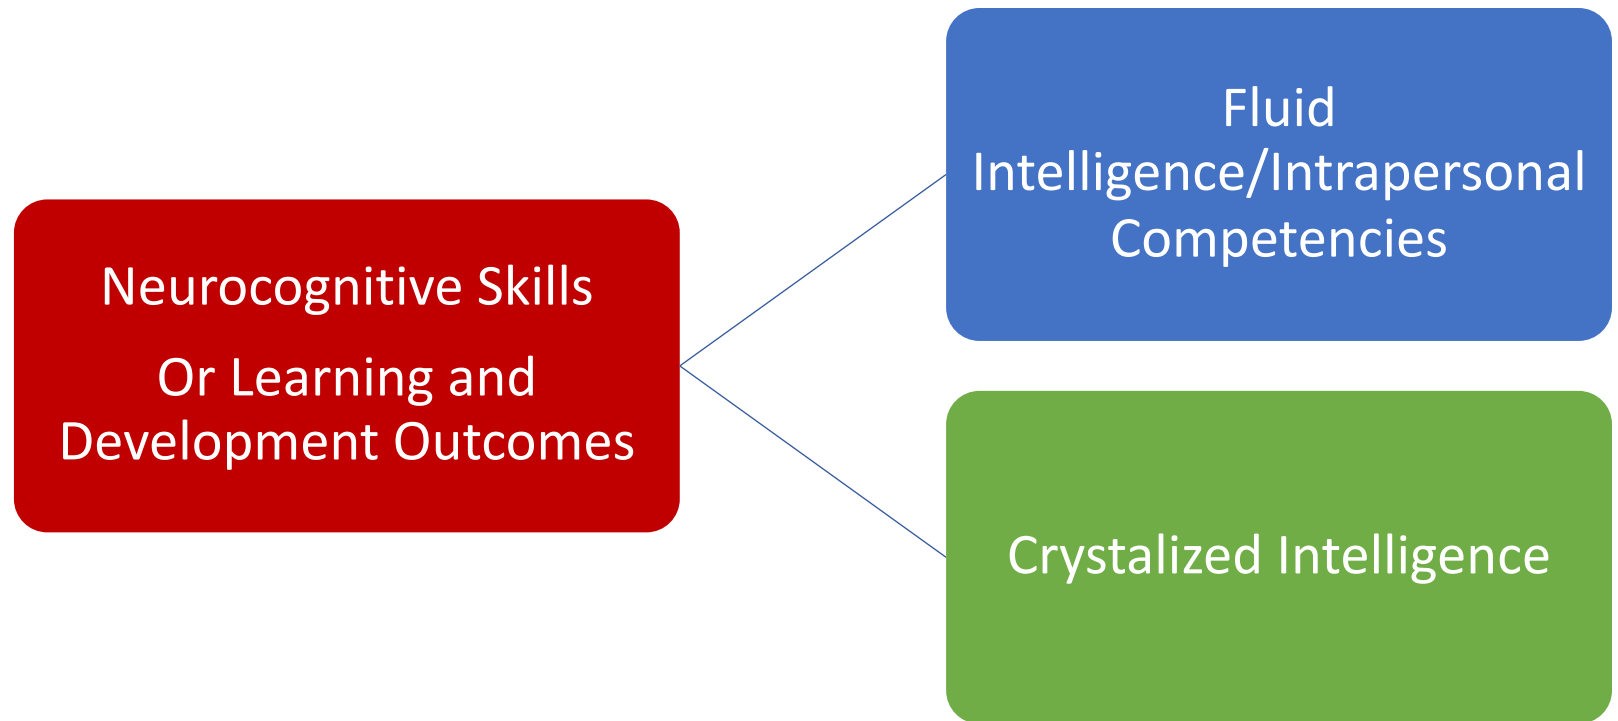 Neurocognitive Skills
Or Learning and
Development Outcomes
Fluid
Intelligence/Intrapersonal
Competencies
Crystalized Intelligence